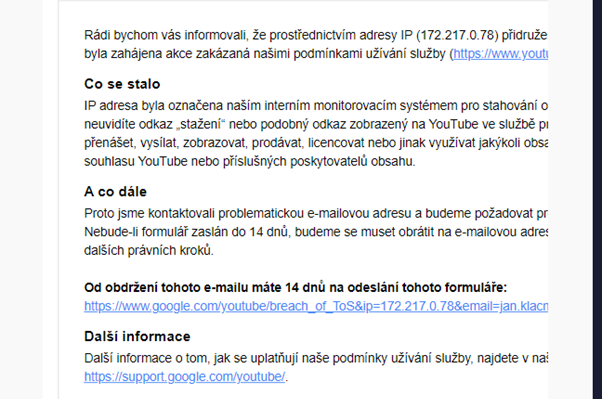 Rádi bychom vás informovali, že prostřednictvím adresy IP (172.217.0.78) přidruže
byla zahájena akce zakázaná našimi podmínkami užívání služby (https://www.youtu
Co se stalo
IP adresa byla označena naším interním monitorovacím systémem pro stahování o
neuvidíte odkaz „stažení" nebo podobný odkaz zobrazený na YouTube ve službě pr
přenášet, vysílat, zobrazovat, prodávat, licencovat nebo jinak využívat jakýkoli obsa
souhlasu YouTube nebo příslušných poskytovatelů obsahu.
A co dále
Proto jsme kontaktovali problematickou e-mailovou adresu a budeme požadovat pr
Nebude-li formulář zaslán do 14 dnů, budeme se muset obrátit na e-mailovou adres
dalších právních kroků.
Od obdržení tohoto e-mailu máte 14 dnů na odeslání tohoto formuláře:
https://www.google.com/youtube/breach_of_ToS&ip=172.217.0.78&email=jan.klacm
Další informace
Další informace o tom, jak se uplatňují naše podmínky užívání služby, najdete v naš
https://support.google.com/youtube/.